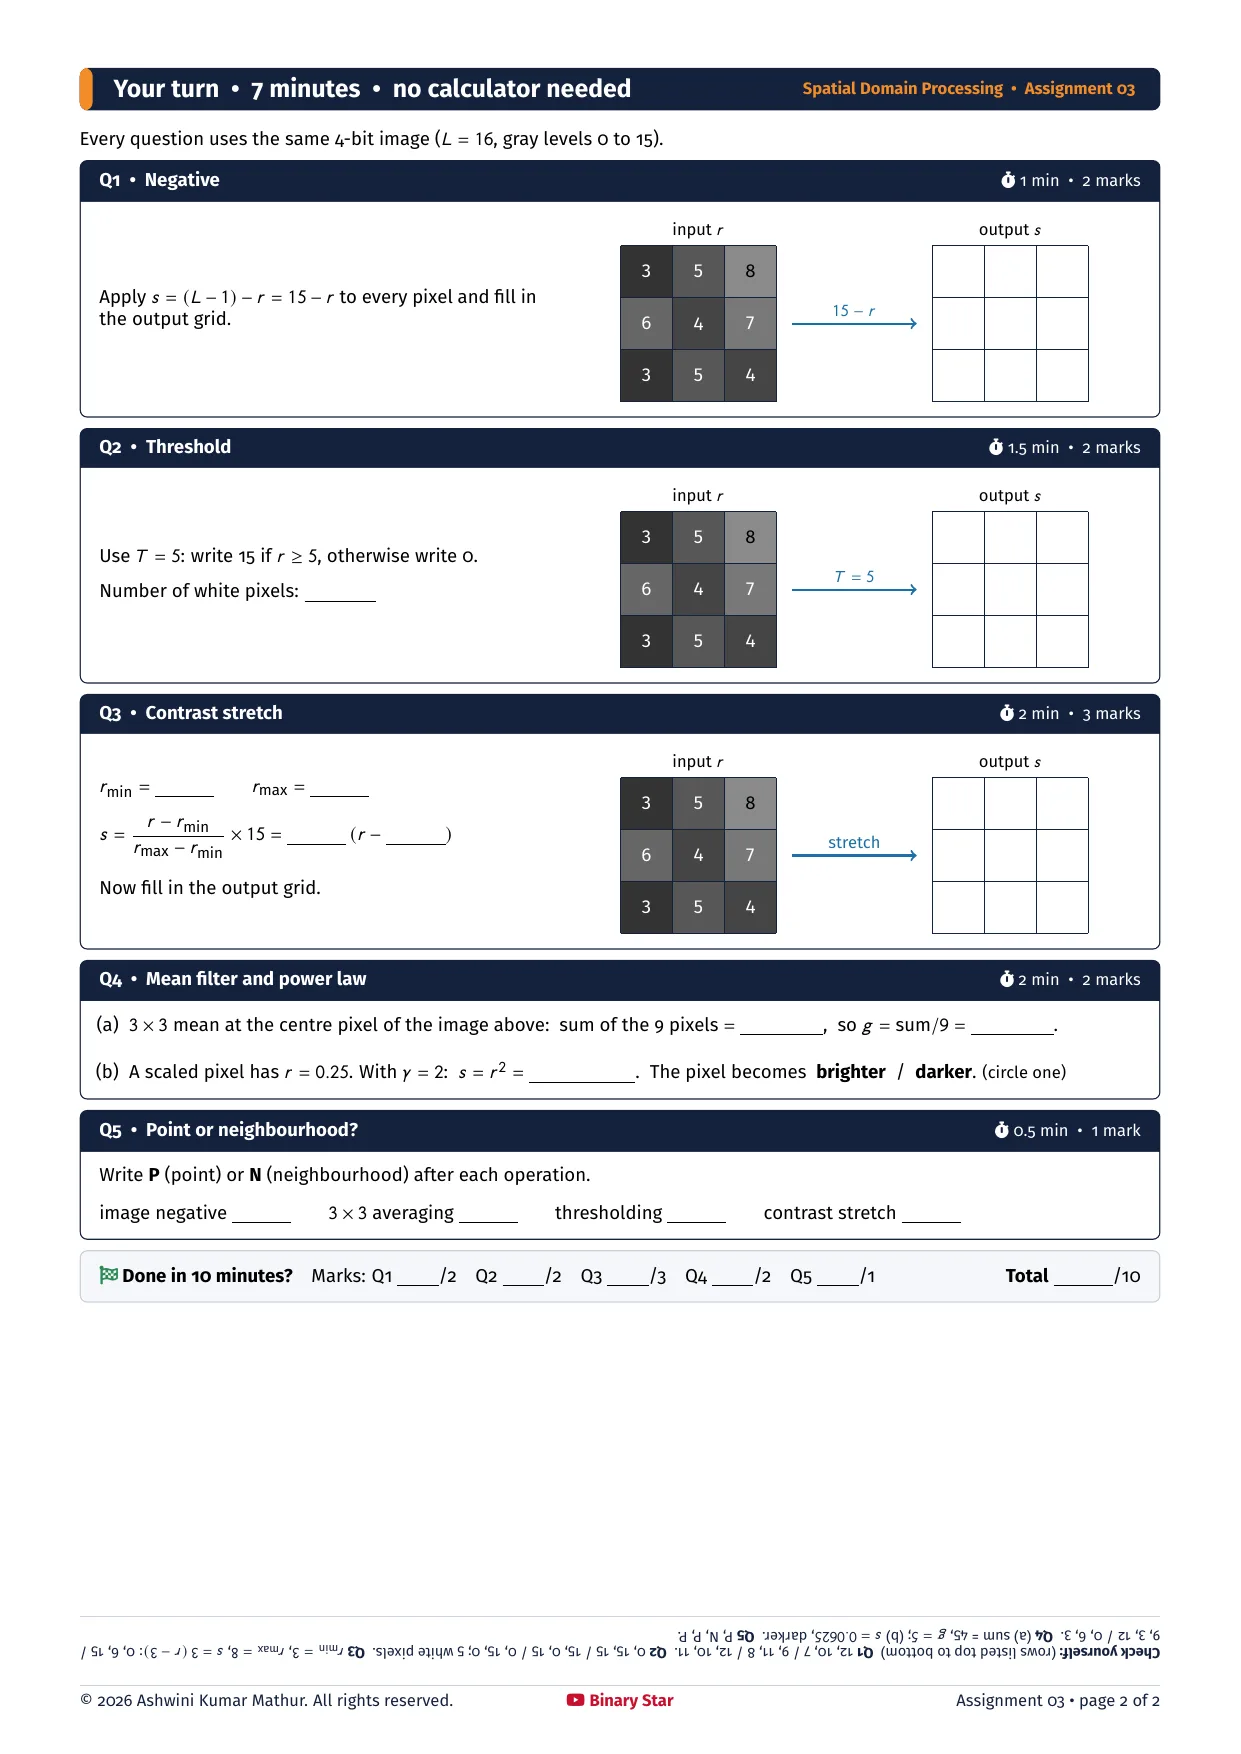 Your turn • 7 minutes • no calculator needed
Spatial Domain Processing • Assignment 03
Every question uses the same 4-bit image (L = 16, gray levels 0 to 15).
Q1 • Negative
1 min • 2 marks
Apply s = (L − 1) − r = 15 − r to every pixel and fill in
the output grid.
input r
3 5 8
6 4 7
3 5 4
15 − r
output s
Q2 • Threshold
1.5 min • 2 marks
Use T = 5: write 15 if r ≥ 5, otherwise write 0.
Number of white pixels: ______
input r
3 5 8
6 4 7
3 5 4
T = 5
output s
Q3 • Contrast stretch
2 min • 3 marks
rmin = ______ rmax = ______
s = (r − rmin)/(rmax − rmin) × 15 = ______ (r − ______)
Now fill in the output grid.
input r
3 5 8
6 4 7
3 5 4
stretch
output s
Q4 • Mean filter and power law
2 min • 2 marks
(a) 3 × 3 mean at the centre pixel of the image above: sum of the 9 pixels = ________, so g = sum/9 = ________.
(b) A scaled pixel has r = 0.25. With γ = 2: s = r² = __________. The pixel becomes brighter / darker. (circle one)
Q5 • Point or neighbourhood?
0.5 min • 1 mark
Write P (point) or N (neighbourhood) after each operation.
image negative ______ 3 × 3 averaging ______ thresholding ______ contrast stretch ______
Done in 10 minutes? Marks: Q1 ____/2 Q2 ____/2 Q3 ____/3 Q4 ____/2 Q5 ____/1 Total ______/10
Check yourself: (rows listed top to bottom) Q1 12, 10, 7 / 9, 11, 8 / 12, 10, 11. Q2 0, 15, 15 / 15, 0, 15 / 0, 15, 0; 5 white pixels. Q3 rmin = 3, rmax = 8, s = 3 (r − 3): 0, 6, 15 /
9, 3, 12 / 0, 6, 3. Q4 (a) sum = 45, g = 5; (b) s = 0.0625, darker. Q5 P, N, P, P.
© 2026 Ashwini Kumar Mathur. All rights reserved.
Binary Star
Assignment 03 • page 2 of 2